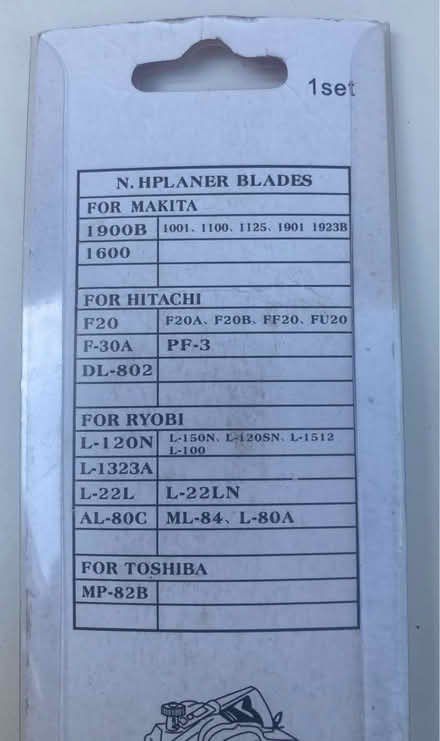 1set
N.HPLANER BLADES
FOR MAKITA
1900B 1001、1100、1125、1901 1923B
1600
FOR HITACHI
F20 F20A、F20B、FF20、FU20
F-30A PF-3
DL-802
FOR RYOBI
L-120N L-150N、L-120SN、L-1512
L-100
L-1323A
L-22L L-22LN
AL-80C ML-84、L-80A
FOR TOSHIBA
MP-82B